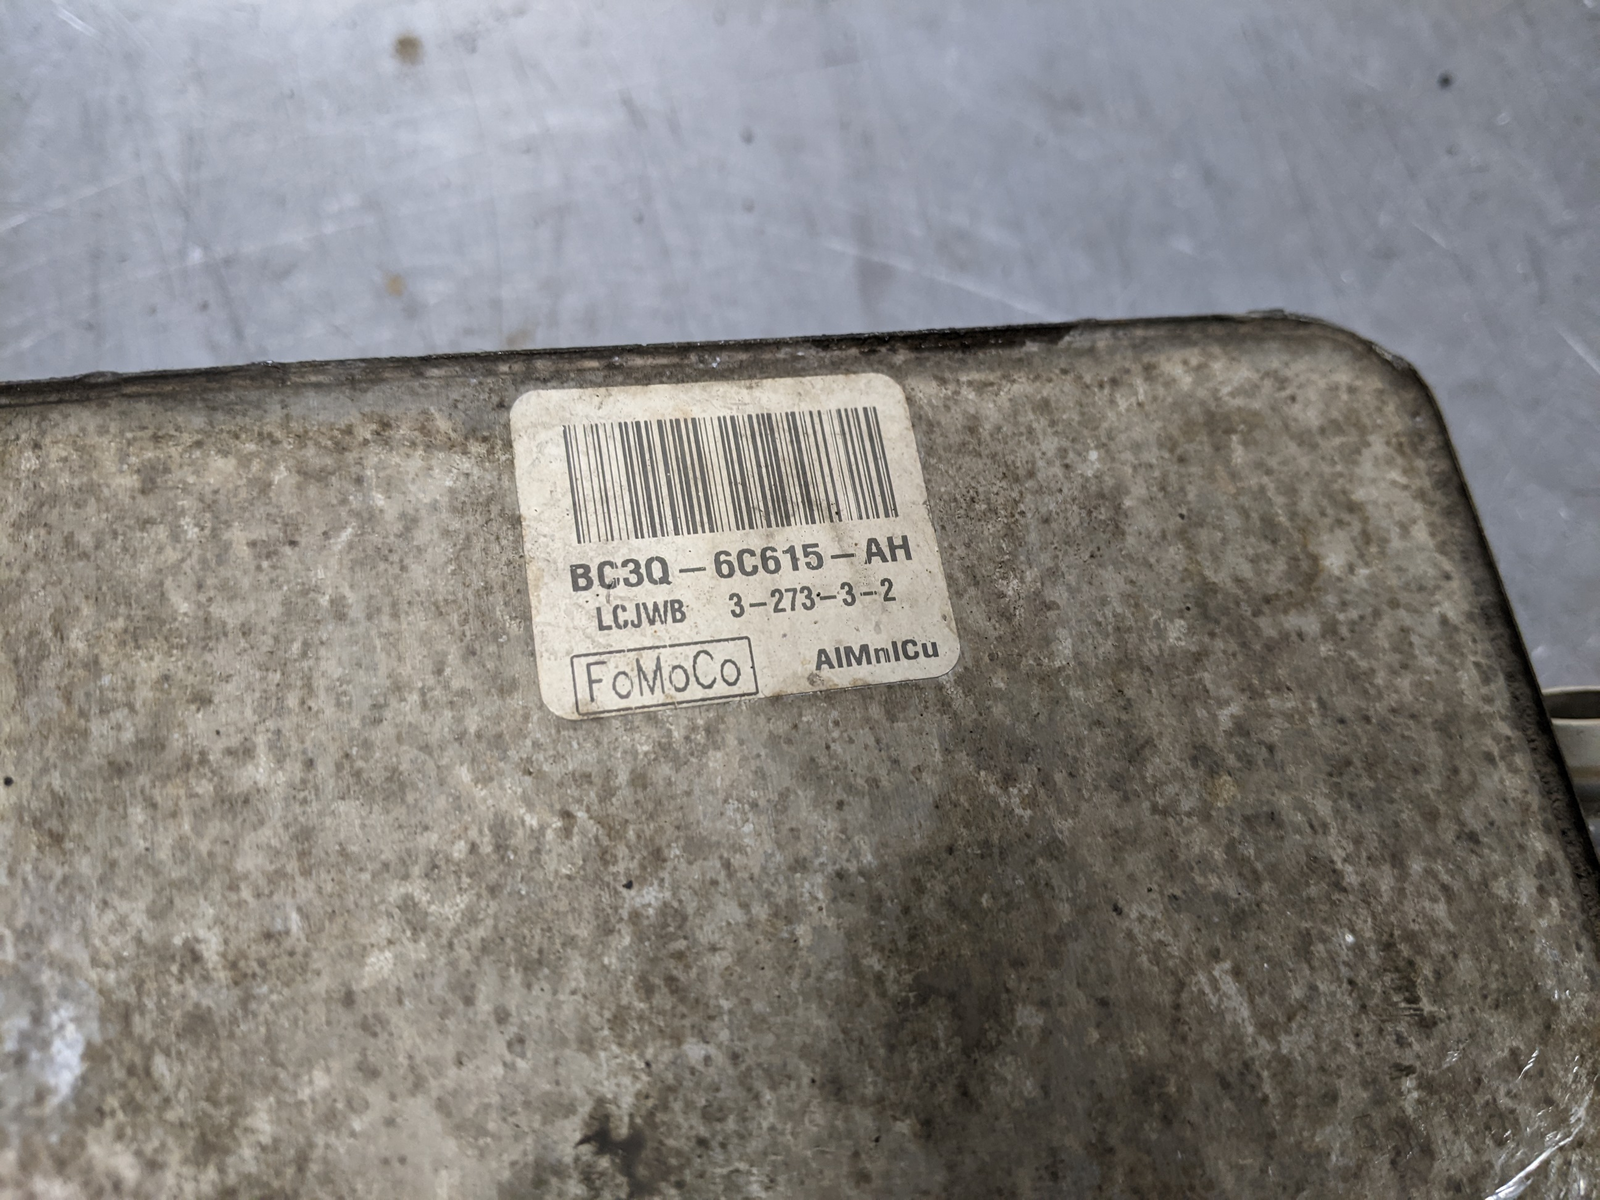 BC3Q-6C615-AH
LCJWB 3-273-3-2
FoMoCo AlMnlCu